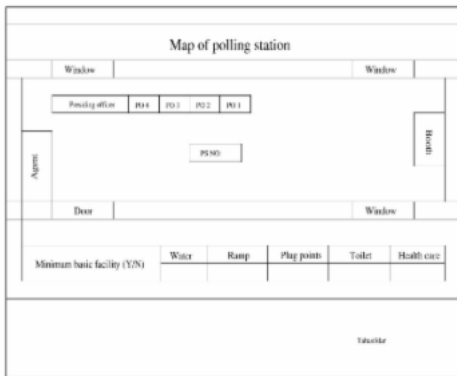 Map of polling station
Window Window
Presiding officer PO 4 PO 3 PO 2 PO 1
Booth
PS NO:
Agent
Door Window
Minimum basic facility (Y/N) Water Ramp Plug points Toilet Health care